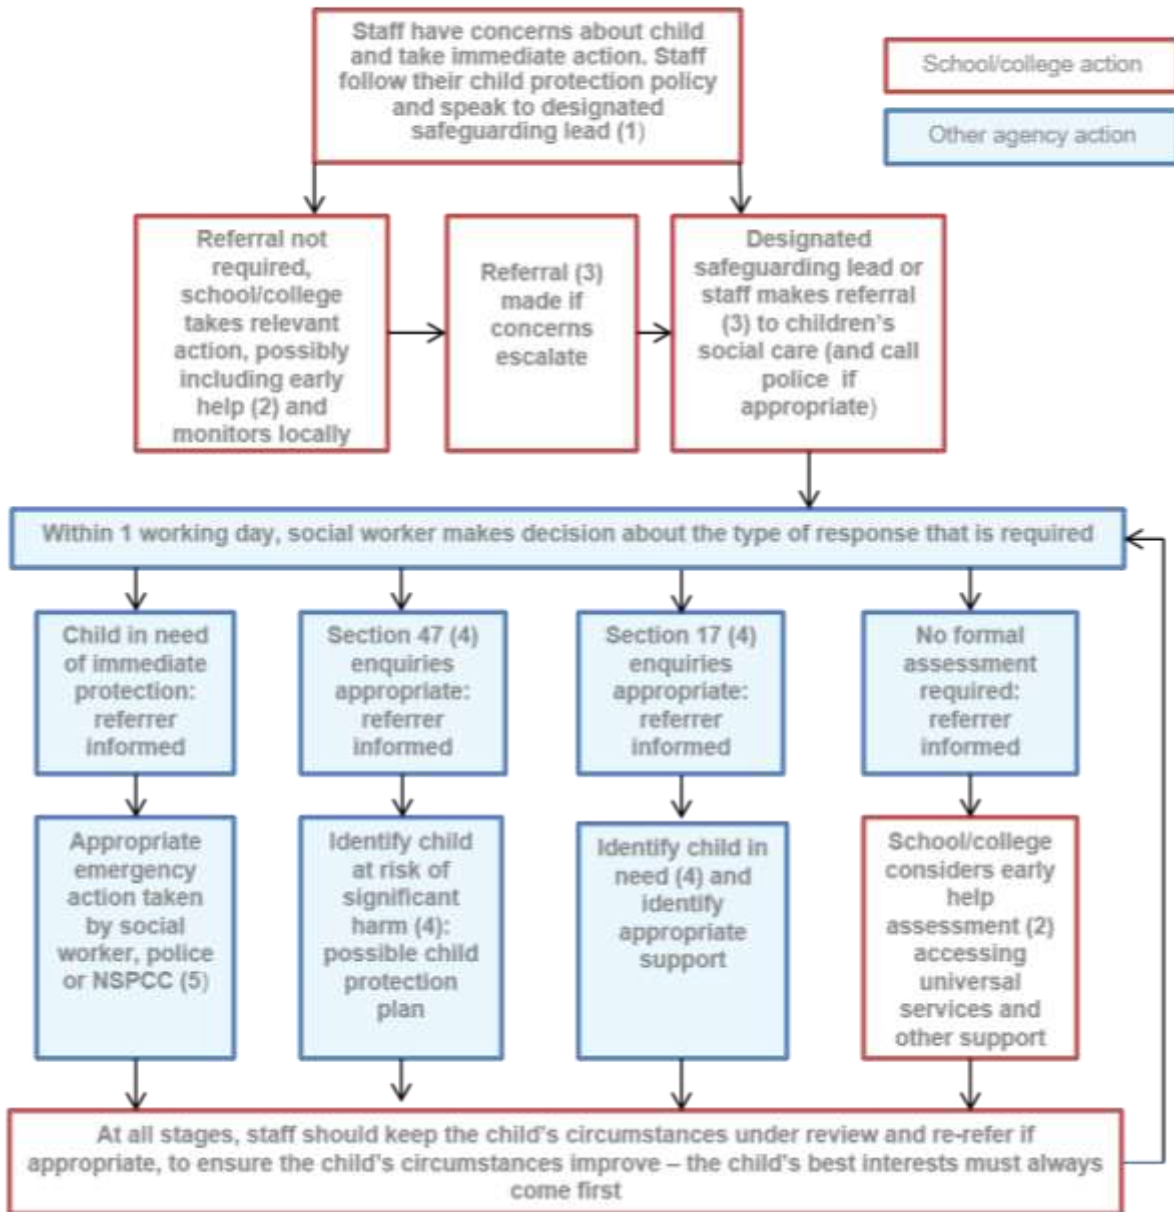 Staff have concerns about child
and take immediate action. Staff
follow their child protection policy
and speak to designated
safeguarding lead (1)
School/college action
Other agency action
Referral not
required,
school/college
takes relevant
action, possibly
including early
help (2) and
monitors locally
Referral (3)
made if
concerns
escalate
Designated
safeguarding lead or
staff makes referral
(3) to children's
social care (and call
police if
appropriate)
Within 1 working day, social worker makes decision about the type of response that is required
Child in need
of immediate
protection:
referrer
informed
Section 47 (4)
enquiries
appropriate:
referrer
informed
Section 17 (4)
enquiries
appropriate:
referrer
informed
No formal
assessment
required:
referrer
informed
Appropriate
emergency
action taken
by social
worker, police
or NSPCC (5)
Identify child
at risk of
significant
harm (4):
possible child
protection
plan
Identify child in
need (4) and
identify
appropriate
support
School/college
considers early
help
assessment (2)
accessing
universal
services and
other support
At all stages, staff should keep the child's circumstances under review and re-refer if
appropriate, to ensure the child's circumstances improve – the child's best interests must always
come first